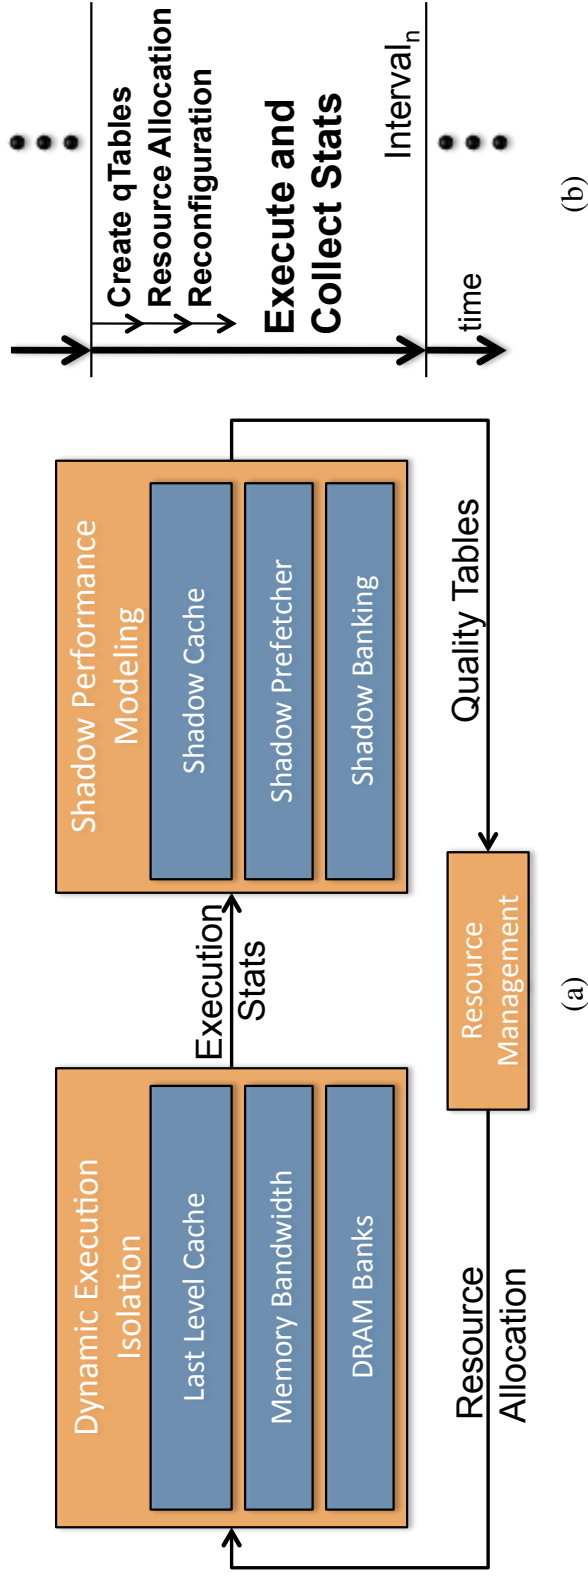 Dynamic Execution
Isolation
Last Level Cache
Memory Bandwidth
DRAM Banks
Execution
Stats
Shadow Performance
Modeling
Shadow Cache
Shadow Prefetcher
Shadow Banking
Resource
Allocation
Resource
Management
Quality Tables
(a)
Create qTables
Resource Allocation
Reconfiguration
Execute and
Collect Stats
Interval_n
time
(b)